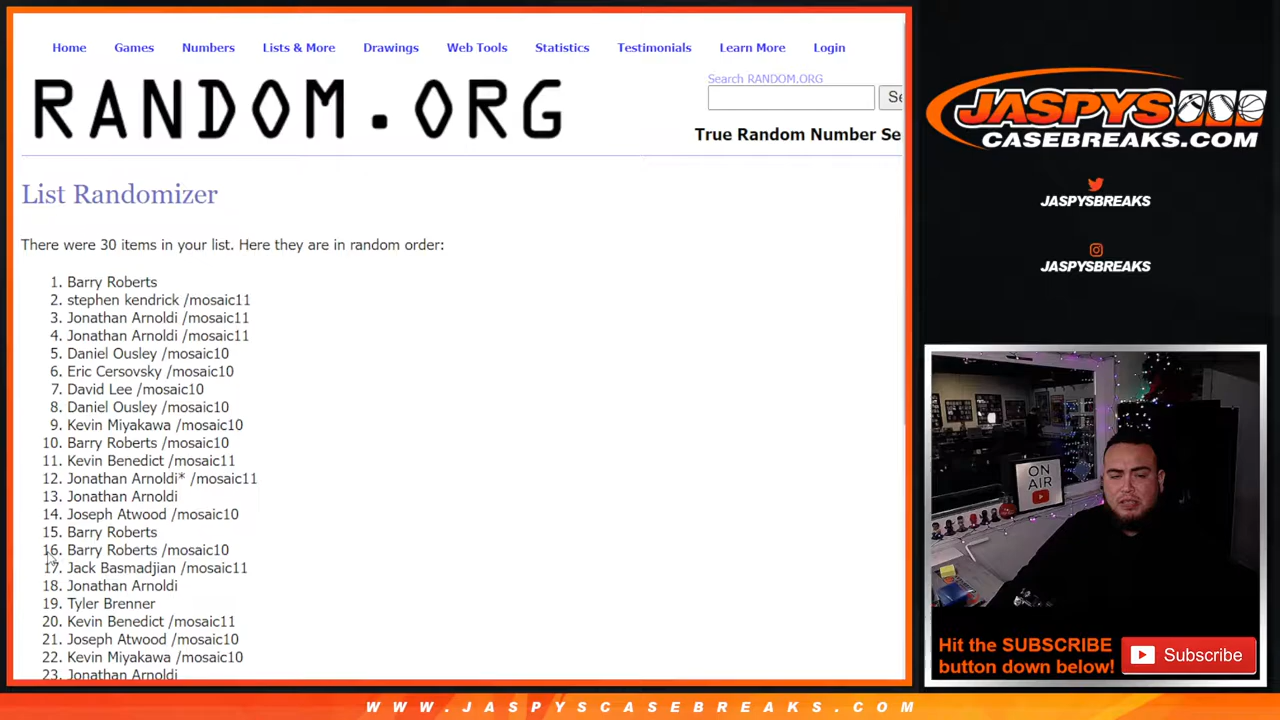 Home Games Numbers Lists & More Drawings Web Tools Statistics Testimonials Learn More Login
RANDOM.ORG
Search RANDOM.ORG
Se
True Random Number Se
List Randomizer
There were 30 items in your list. Here they are in random order:
1. Barry Roberts
2. stephen kendrick /mosaic11
3. Jonathan Arnoldi /mosaic11
4. Jonathan Arnoldi /mosaic11
5. Daniel Ousley /mosaic10
6. Eric Cersovsky /mosaic10
7. David Lee /mosaic10
8. Daniel Ousley /mosaic10
9. Kevin Miyakawa /mosaic10
10. Barry Roberts /mosaic10
11. Kevin Benedict /mosaic11
12. Jonathan Arnoldi* /mosaic11
13. Jonathan Arnoldi
14. Joseph Atwood /mosaic10
15. Barry Roberts
16. Barry Roberts /mosaic10
17. Jack Basmadjian /mosaic11
18. Jonathan Arnoldi
19. Tyler Brenner
20. Kevin Benedict /mosaic11
21. Joseph Atwood /mosaic10
22. Kevin Miyakawa /mosaic10
23. Jonathan Arnoldi
JASPYS
CASEBREAKS.COM
JASPYSBREAKS
JASPYSBREAKS
ON
AIR
Hit the SUBSCRIBE
button down below!
Subscribe
WWW.JASPYSCASEBREAKS.COM